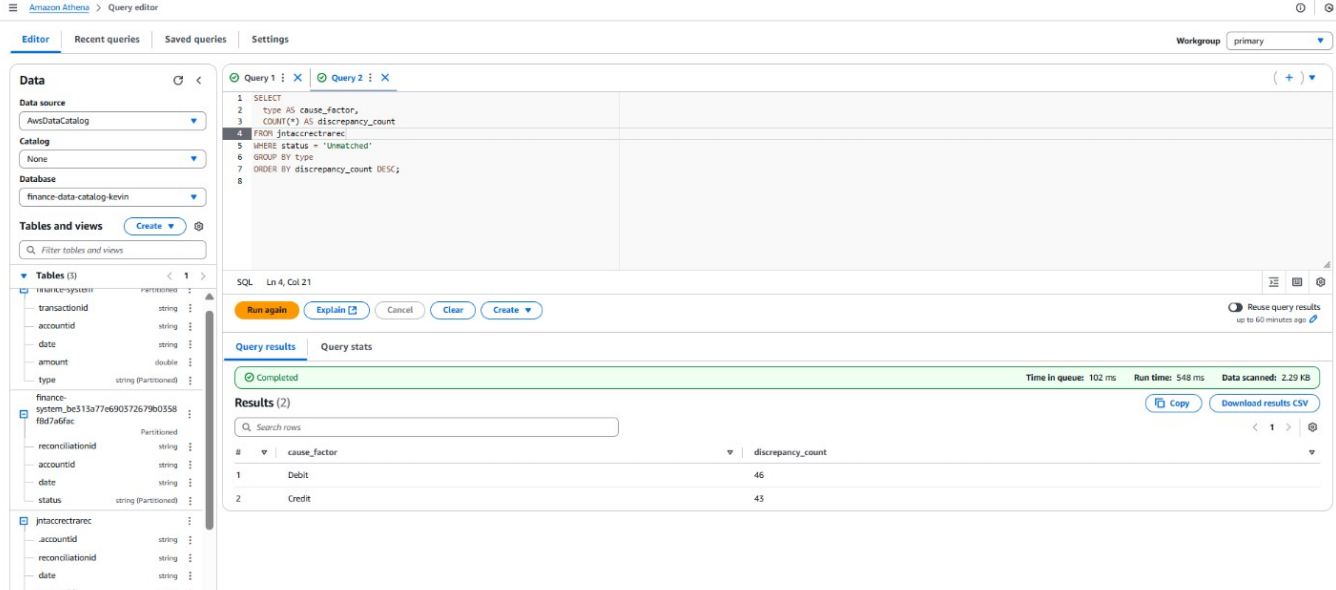 Amazon Athena > Query editor
Editor Recent queries Saved queries Settings
Workgroup primary
Data
Data source
AwsDataCatalog
Catalog
None
Database
finance-data-catalog-kevin
Tables and views Create
Filter tables and views
Tables (3) < 1 >
finance-system Partitioned
transactionid string
accountid string
date string
amount double
type string (Partitioned)
finance-
system_be313a77e690372679b0358
f8d7a6fac
Partitioned
reconciliationid string
accountid string
date string
status string (Partitioned)
jntaccrectrarec
.accountid string
reconciliationid string
date string
Query 1 Query 2
1 SELECT
2 type AS cause_factor,
3 COUNT(*) AS discrepancy_count
4 FROM jntaccrectrarec
5 WHERE status = 'Unmatched'
6 GROUP BY type
7 ORDER BY discrepancy_count DESC;
8
SQL Ln 4, Col 21
Run again Explain Cancel Clear Create
Reuse query results
up to 60 minutes ago
Query results Query stats
Completed Time in queue: 102 ms Run time: 548 ms Data scanned: 2.29 KB
Results (2) Copy Download results CSV
Search rows < 1 >
# cause_factor discrepancy_count
1 Debit 46
2 Credit 43